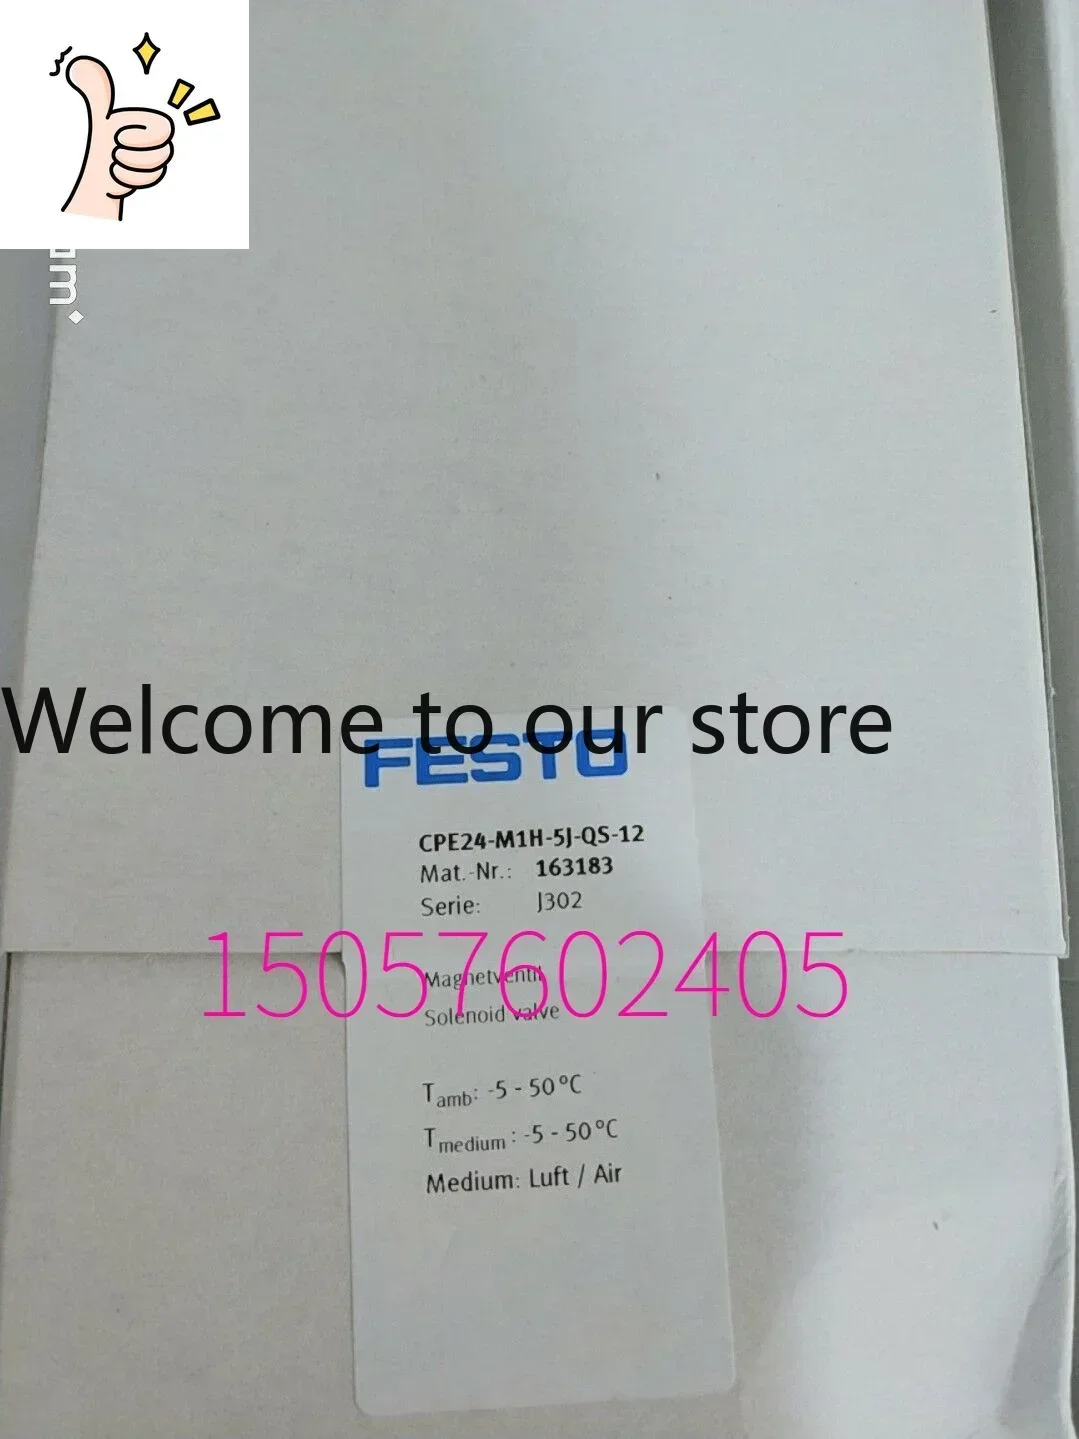 Welcome to our store
FESTO
CPE24-M1H-5J-QS-12
Mat.-Nr.: 163183
Serie: J302
15057602405
Magnetventil
Solenoid valve
Tamb: -5 - 50°C
Tmedium: -5 - 50°C
Medium: Luft / Air